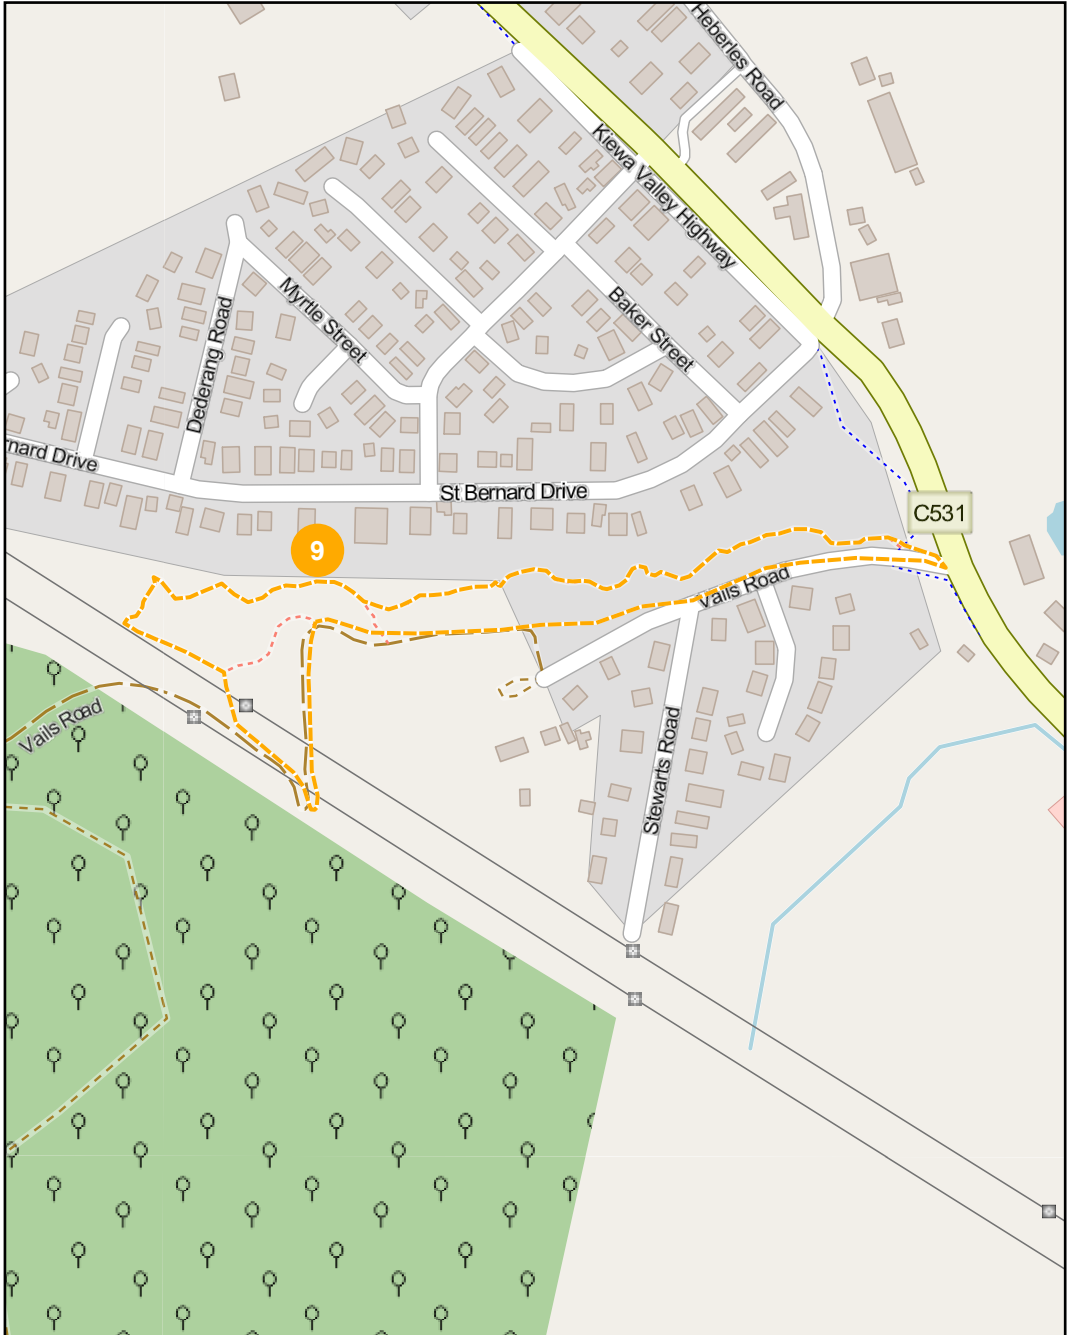 Heberles Road
Kiewa Valley Highway
Baker Street
Myrtle Street
Dederang Road
rnard Drive
St Bernard Drive
C531
9
Vails Road
Vails Road
Stewarts Road